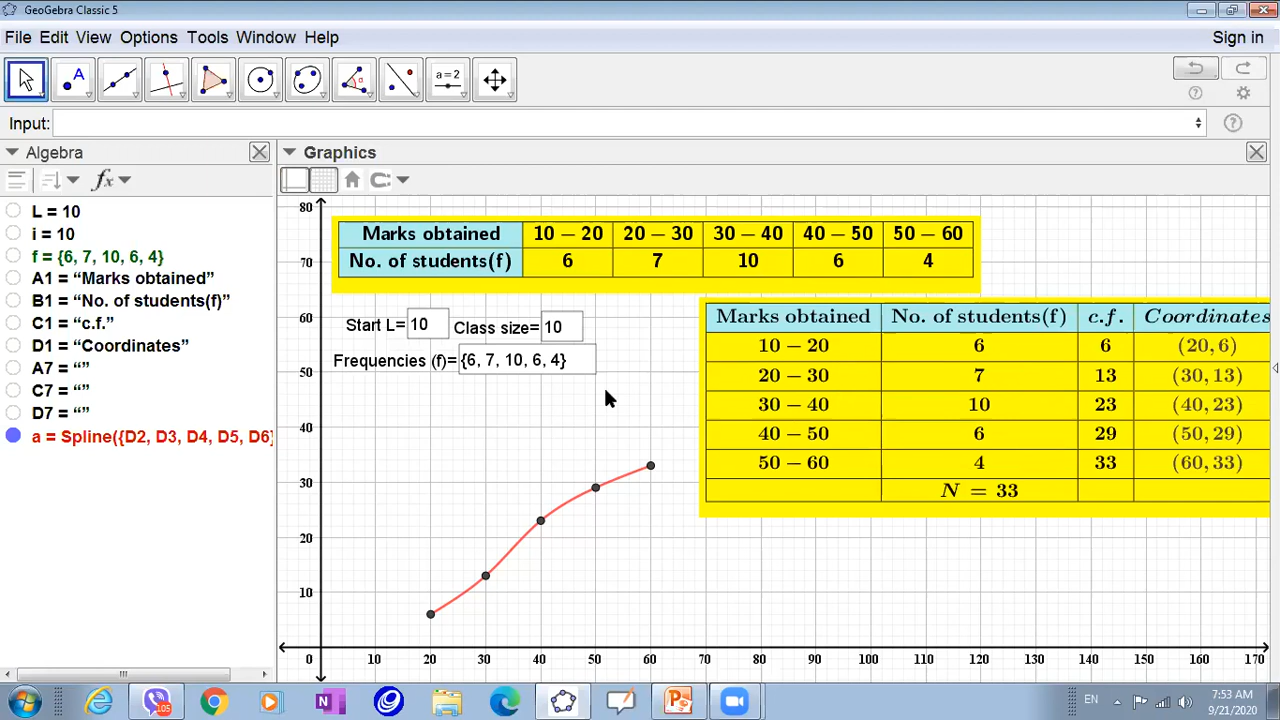 GeoGebra Classic 5
File Edit View Options Tools Window Help
Sign in
A
a=2
Input:
Algebra
Graphics
fx
L = 10
i = 10
f = {6, 7, 10, 6, 4}
A1 = “Marks obtained”
B1 = “No. of students(f)”
C1 = “c.f.”
D1 = “Coordinates”
A7 = “”
C7 = “”
D7 = “”
a = Spline({D2, D3, D4, D5, D6}
Marks obtained 10 – 20 20 – 30 30 – 40 40 – 50 50 – 60
No. of students(f) 6 7 10 6 4
Start L= 10 Class size= 10
Frequencies (f)= {6, 7, 10, 6, 4}
Marks obtained No. of students(f) c.f. Coordinates
10 – 20 6 6 (20, 6)
20 – 30 7 13 (30, 13)
30 – 40 10 23 (40, 23)
40 – 50 6 29 (50, 29)
50 – 60 4 33 (60, 33)
N = 33
80
70
60
50
40
30
20
10
0 10 20 30 40 50 60 70 80 90 100 110 120 130 140 150 160 170
105
EN
7:53 AM
9/21/2020